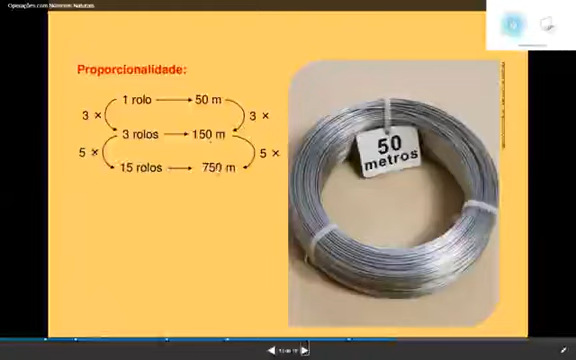 Operações com Números Naturais
Proporcionalidade:
1 rolo → 50 m
3 × 3 ×
3 rolos → 150 m
5 × 5 ×
15 rolos → 750 m
50
metros